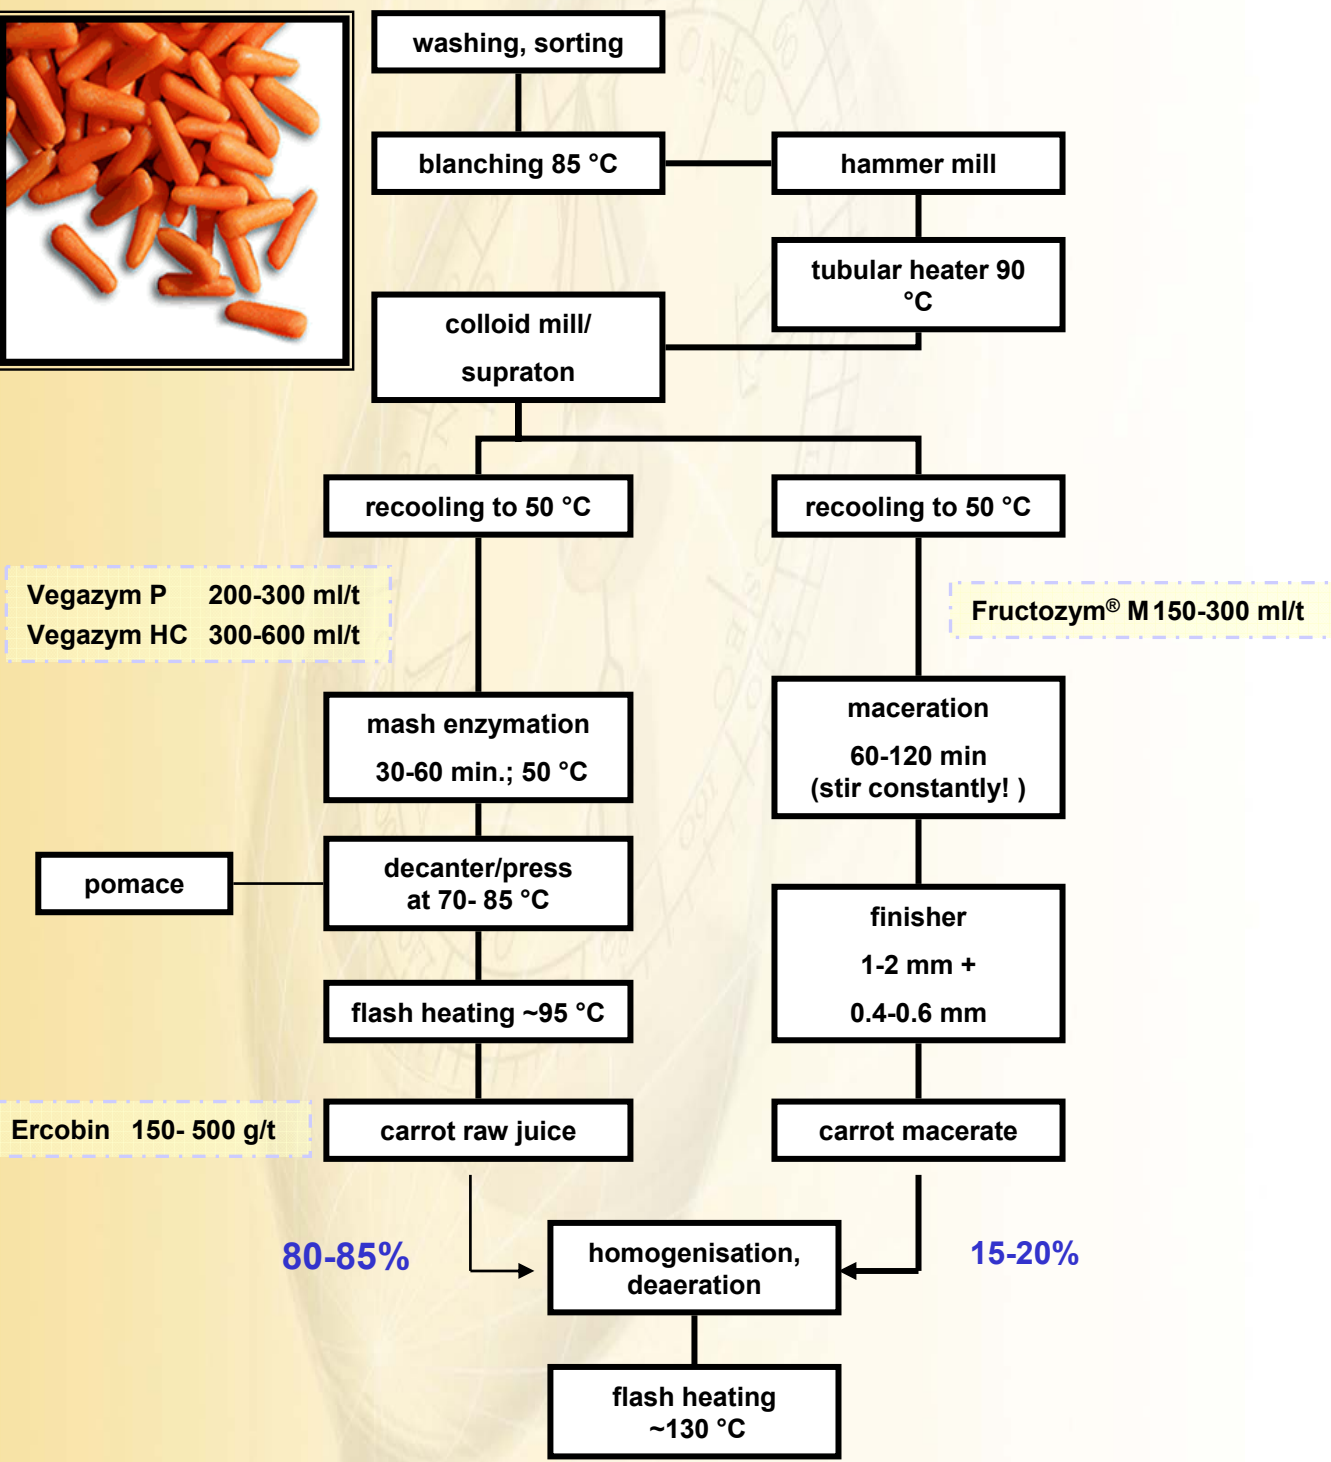 washing, sorting
blanching 85 °C
hammer mill
tubular heater 90
°C
colloid mill/
supraton
recooling to 50 °C
recooling to 50 °C
Vegazym P 200-300 ml/t
Vegazym HC 300-600 ml/t
Fructozym® M 150-300 ml/t
mash enzymation
30-60 min.; 50 °C
maceration
60-120 min
(stir constantly! )
pomace
decanter/press
at 70- 85 °C
finisher
1-2 mm +
0.4-0.6 mm
flash heating ~95 °C
Ercobin 150- 500 g/t
carrot raw juice
carrot macerate
80-85%
homogenisation,
deaeration
15-20%
flash heating
~130 °C